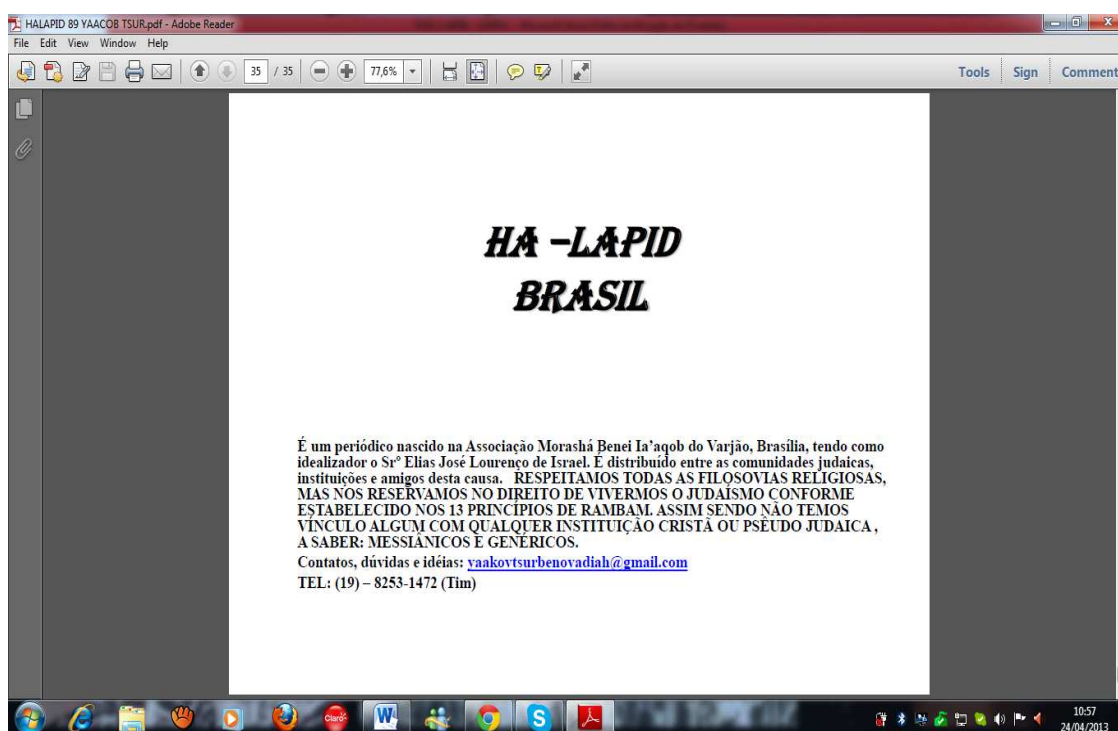 HALAPID 89 YAACOB TSUR.pdf - Adobe Reader
File Edit View Window Help
35 / 35 77,6% Tools Sign Comment
HA –LAPID
BRASIL
É um periódico nascido na Associação Morashá Benei Ia’aqob do Varjão, Brasília, tendo como
idealizador o Srº Elias José Lourenço de Israel. É distribuído entre as comunidades judaicas,
instituições e amigos desta causa. RESPEITAMOS TODAS AS FILOSOVIAS RELIGIOSAS,
MAS NOS RESERVAMOS NO DIREITO DE VIVERMOS O JUDAÍSMO CONFORME
ESTABELECIDO NOS 13 PRINCÍPIOS DE RAMBAM. ASSIM SENDO NÃO TEMOS
VÍNCULO ALGUM COM QUALQUER INSTITUIÇÃO CRISTÃ OU PSÊUDO JUDAICA ,
A SABER: MESSIÂNICOS E GENÉRICOS.
Contatos, dúvidas e idéias: yaakovtsurbenovadiah@gmail.com
TEL: (19) – 8253-1472 (Tim)
Claro
10:57
24/04/2013